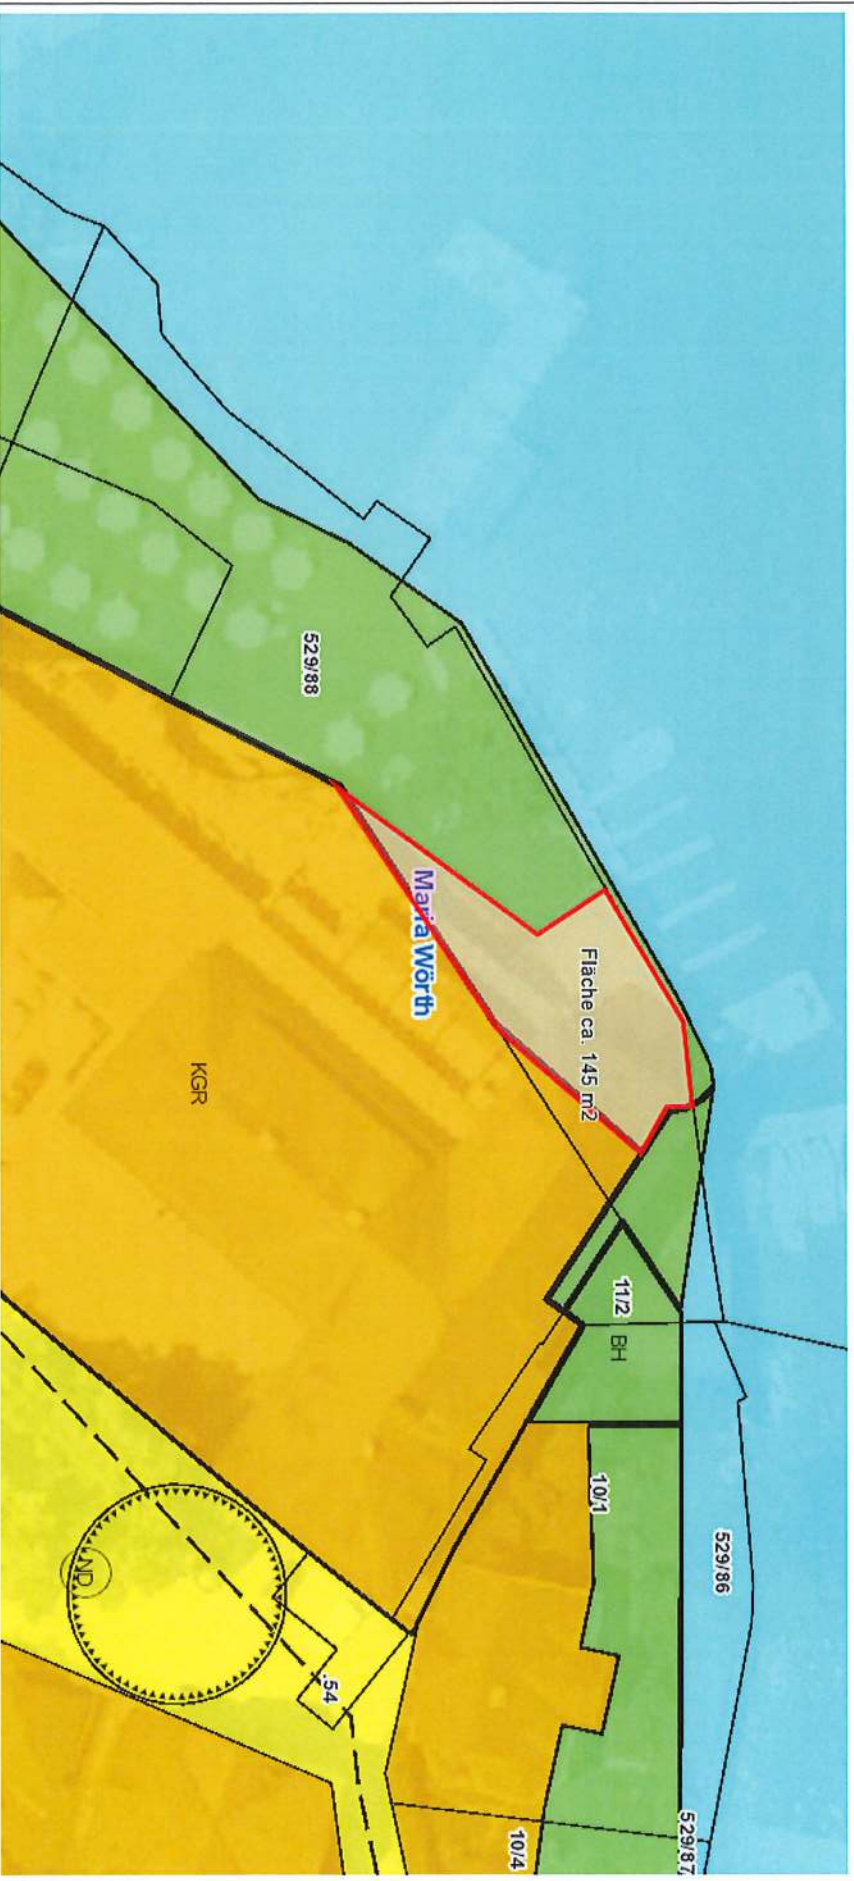 529/88
Maria Wörth
Fläche ca. 145 m2
KGR
11/2
BH
10/1
529/86
ND
.54
529/87
10/4